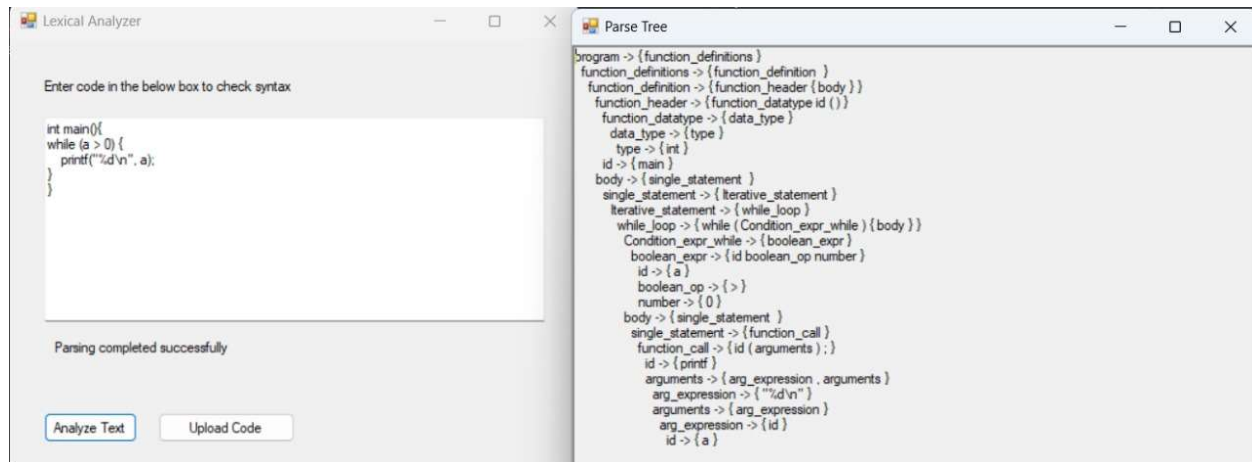 Lexical Analyzer
Enter code in the below box to check syntax
int main(){
while (a > 0) {
printf("%d\n", a);
}
}
Parsing completed successfully
Analyze Text
Upload Code
Parse Tree
program -> {function_definitions }
function_definitions -> {function_definition }
function_definition -> {function_header { body } }
function_header -> {function_datatype id ( ) }
function_datatype -> { data_type }
data_type -> { type }
type -> { int }
id -> { main }
body -> { single_statement }
single_statement -> { Iterative_statement }
Iterative_statement -> { while_loop }
while_loop -> { while ( Condition_expr_while ) { body } }
Condition_expr_while -> { boolean_expr }
boolean_expr -> { id boolean_op number }
id -> { a }
boolean_op -> { > }
number -> { 0 }
body -> { single_statement }
single_statement -> { function_call }
function_call -> { id ( arguments ) ; }
id -> { printf }
arguments -> { arg_expression , arguments }
arg_expression -> { "%d\n" }
arguments -> { arg_expression }
arg_expression -> { id }
id -> { a }